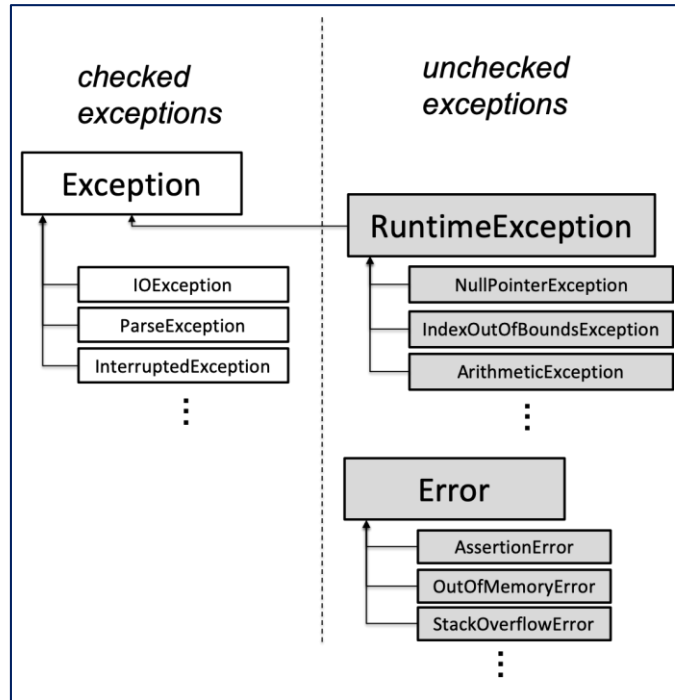 checked
exceptions
unchecked
exceptions
Exception
RuntimeException
IOException
ParseException
InterruptedException
NullPointerException
IndexOutOfBoundsException
ArithmeticException
Error
AssertionError
OutOfMemoryError
StackOverflowError